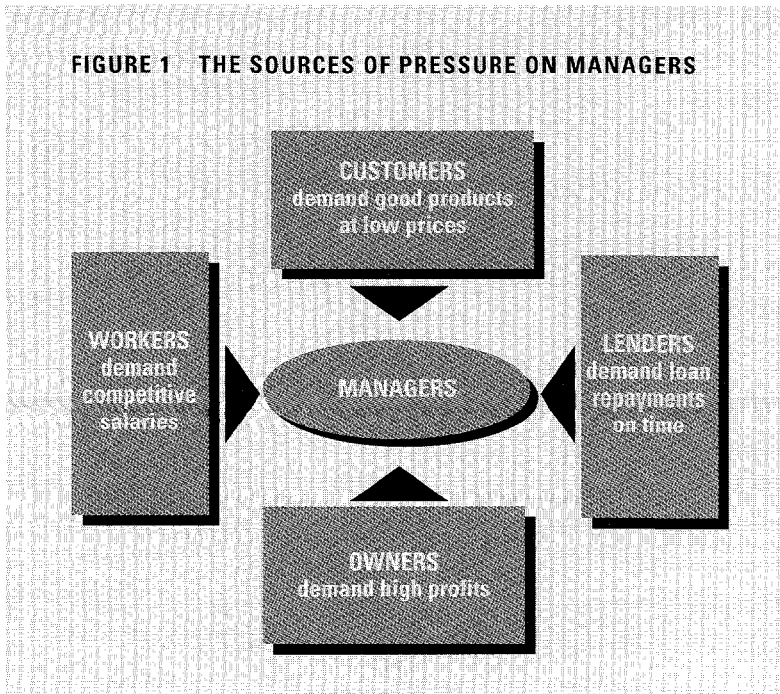 FIGURE 1 THE SOURCES OF PRESSURE ON MANAGERS
CUSTOMERS
demand good products
at low prices
WORKERS
demand
competitive
salaries
MANAGERS
LENDERS
demand loan
repayments
on time
OWNERS
demand high profits